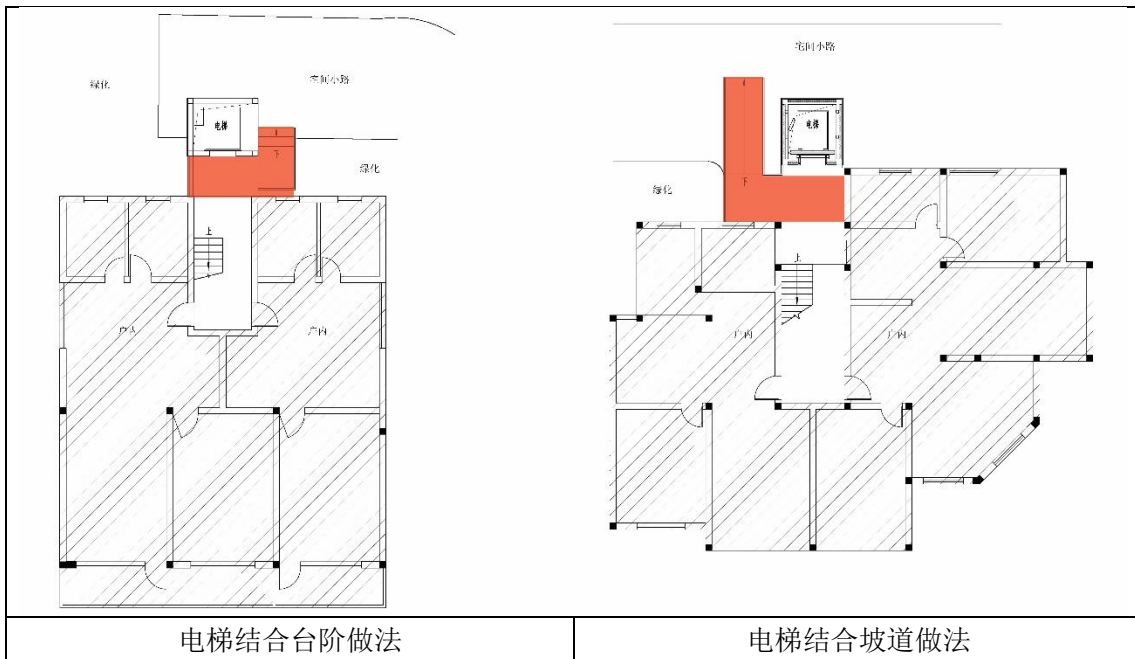 绿化
宅间小路
电梯
下
绿化
上
户内
户内
宅间小路
电梯
下
绿化
上
户内
户内
电梯结合台阶做法
电梯结合坡道做法